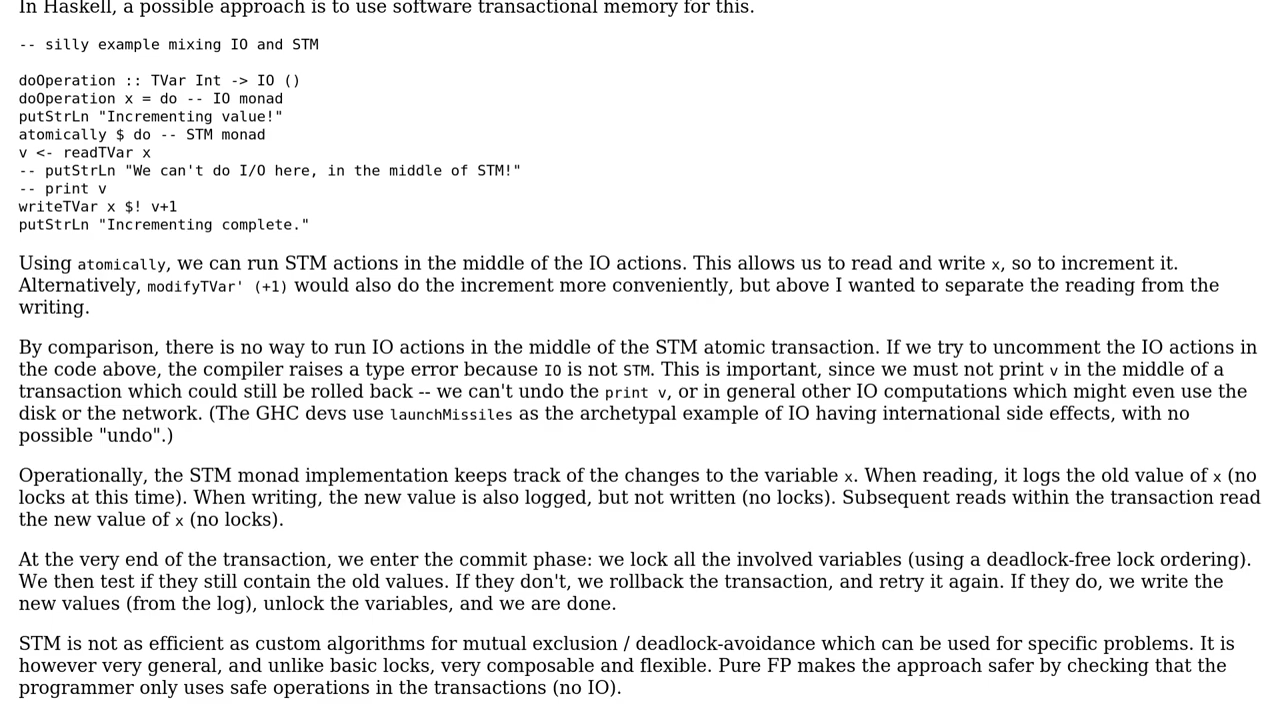 In Haskell, a possible approach is to use software transactional memory for this.
-- silly example mixing IO and STM
doOperation :: TVar Int -> IO ()
doOperation x = do -- IO monad
putStrLn "Incrementing value!"
atomically $ do -- STM monad
v <- readTVar x
-- putStrLn "We can't do I/O here, in the middle of STM!"
-- print v
writeTVar x $! v+1
putStrLn "Incrementing complete."
Using atomically, we can run STM actions in the middle of the IO actions. This allows us to read and write x, so to increment it.
Alternatively, modifyTVar' (+1) would also do the increment more conveniently, but above I wanted to separate the reading from the
writing.
By comparison, there is no way to run IO actions in the middle of the STM atomic transaction. If we try to uncomment the IO actions in
the code above, the compiler raises a type error because IO is not STM. This is important, since we must not print v in the middle of a
transaction which could still be rolled back -- we can't undo the print v, or in general other IO computations which might even use the
disk or the network. (The GHC devs use launchMissiles as the archetypal example of IO having international side effects, with no
possible "undo".)
Operationally, the STM monad implementation keeps track of the changes to the variable x. When reading, it logs the old value of x (no
locks at this time). When writing, the new value is also logged, but not written (no locks). Subsequent reads within the transaction read
the new value of x (no locks).
At the very end of the transaction, we enter the commit phase: we lock all the involved variables (using a deadlock-free lock ordering).
We then test if they still contain the old values. If they don't, we rollback the transaction, and retry it again. If they do, we write the
new values (from the log), unlock the variables, and we are done.
STM is not as efficient as custom algorithms for mutual exclusion / deadlock-avoidance which can be used for specific problems. It is
however very general, and unlike basic locks, very composable and flexible. Pure FP makes the approach safer by checking that the
programmer only uses safe operations in the transactions (no IO).